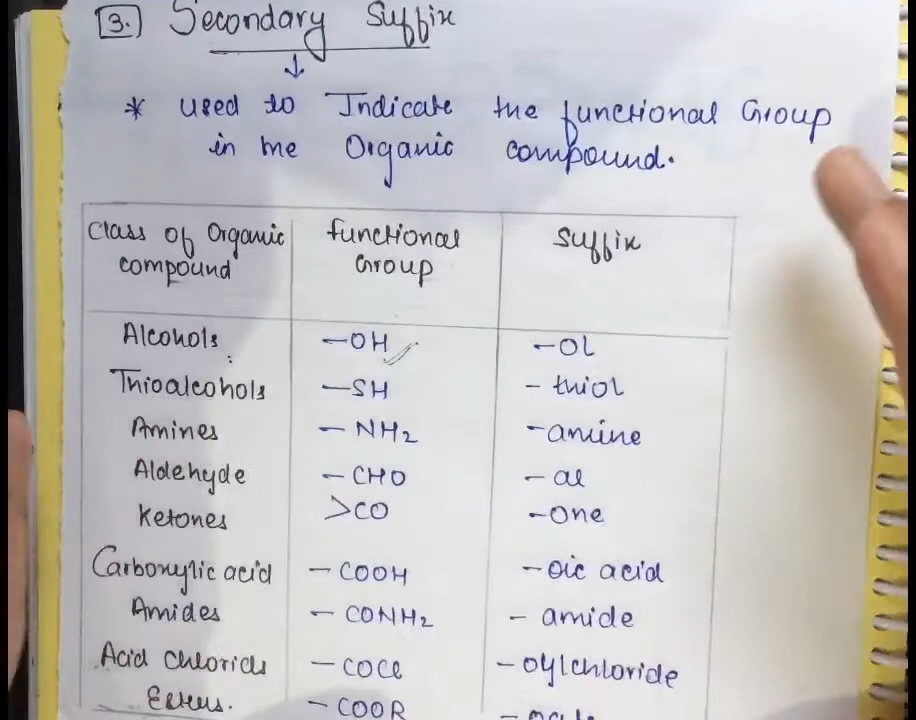 3. Secondary Suffix
↓
* used to Indicate the functional Group
in the Organic compound.
Class of Organic compound | functional Group | Suffix
Alcohols | -OH | -Ol
Thioalcohols | -SH | -thiol
Amines | -NH2 | -amine
Aldehyde | -CHO | -al
Ketones | >CO | -One
Carboxylic acid | -COOH | -oic acid
Amides | -CONH2 | -amide
Acid Chloride | -COCl | -oylchloride
Esters. | -COOR